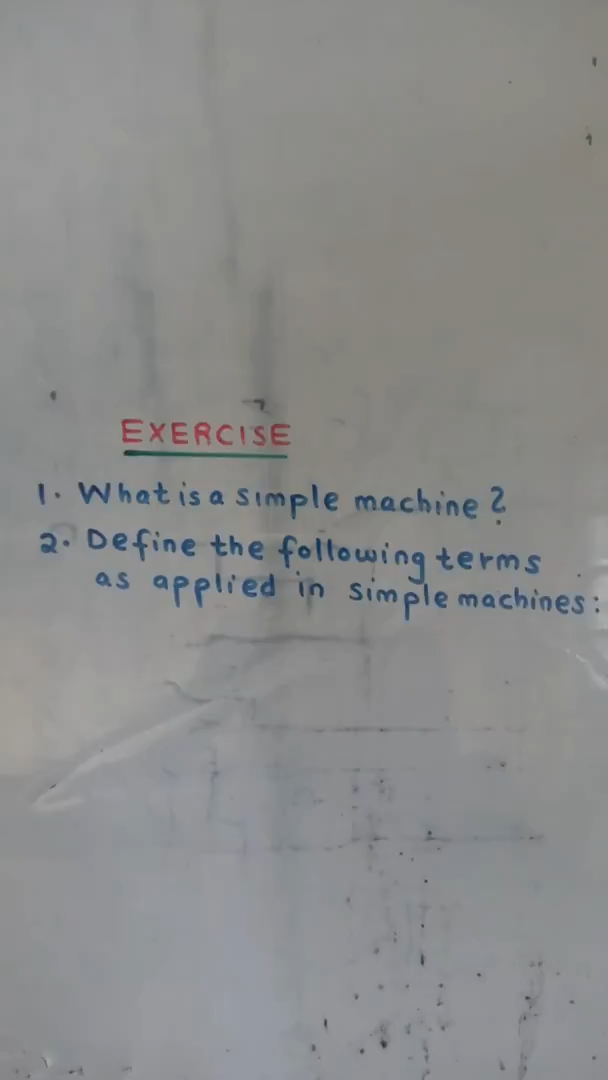 EXERCISE
1. What is a simple machine?
2. Define the following terms
as applied in simple machines: